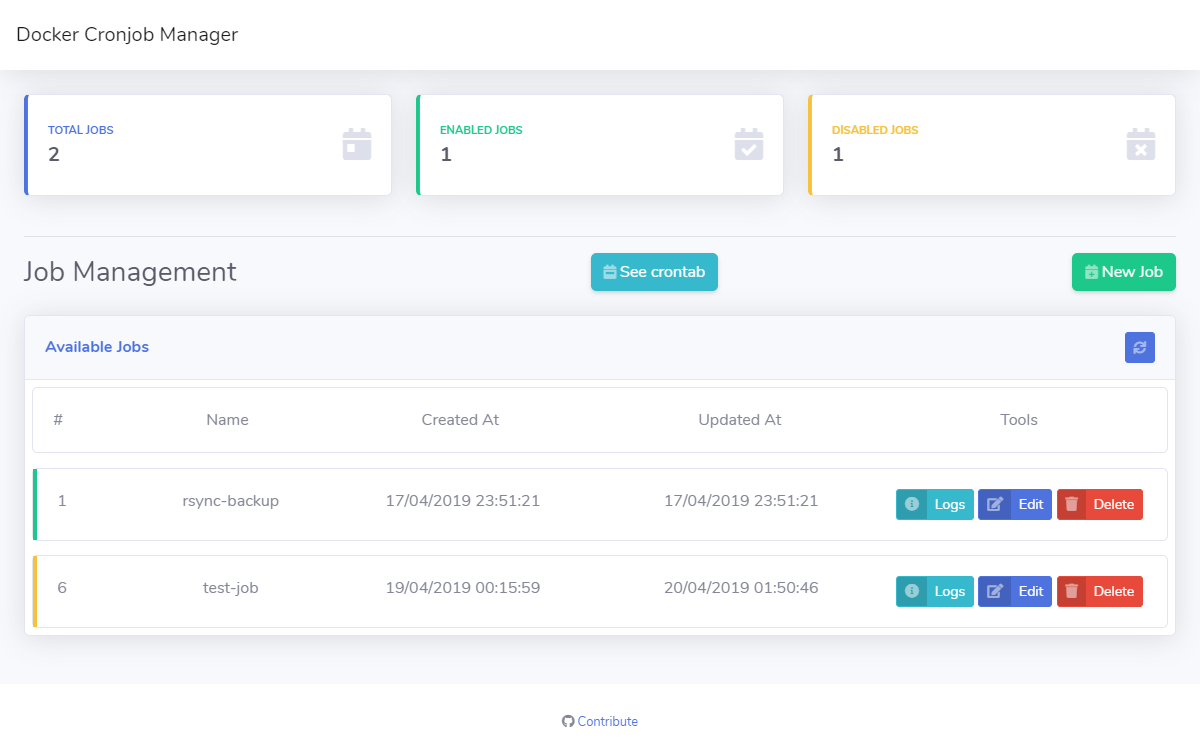 Docker Cronjob Manager
TOTAL JOBS
2
ENABLED JOBS
1
DISABLED JOBS
1
Job Management
See crontab
New Job
Available Jobs
# Name Created At Updated At Tools
1 rsync-backup 17/04/2019 23:51:21 17/04/2019 23:51:21 Logs Edit Delete
6 test-job 19/04/2019 00:15:59 20/04/2019 01:50:46 Logs Edit Delete
Contribute